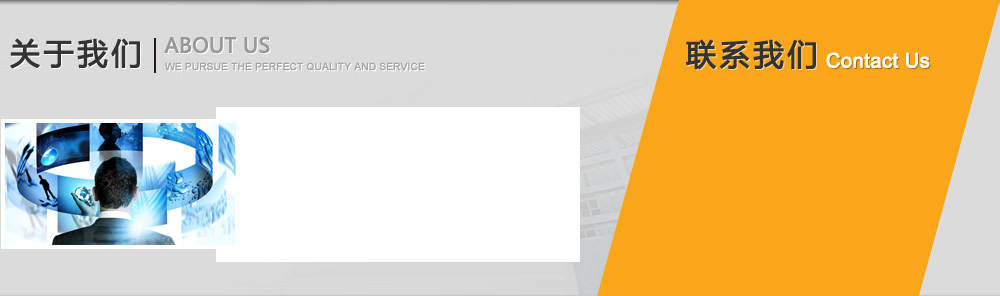 关于我们
ABOUT US
WE PURSUE THE PERFECT QUALITY AND SERVICE
联系我们 Contact Us